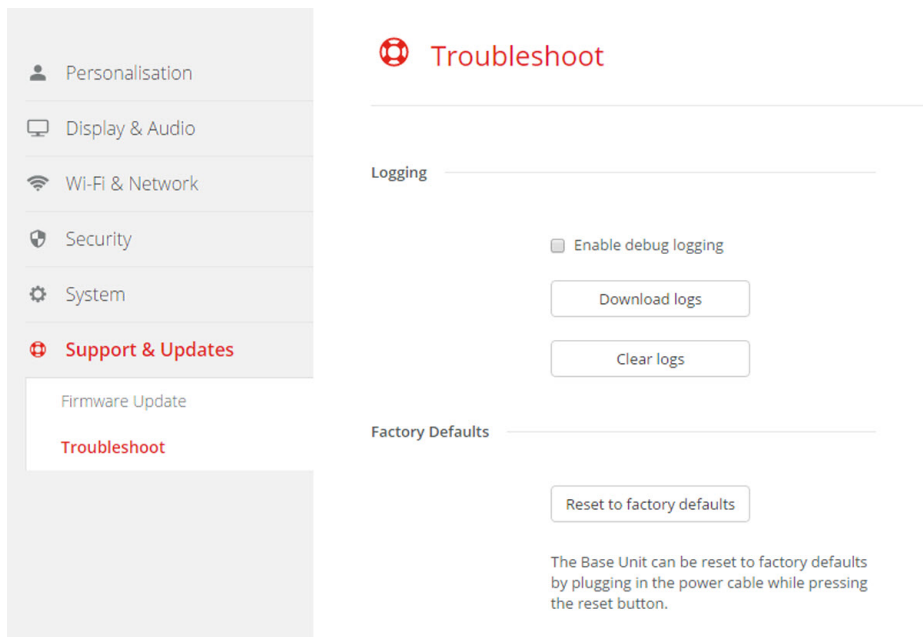 Personalisation
Display & Audio
Wi-Fi & Network
Security
System
Support & Updates
Firmware Update
Troubleshoot
Troubleshoot
Logging
Enable debug logging
Download logs
Clear logs
Factory Defaults
Reset to factory defaults
The Base Unit can be reset to factory defaults
by plugging in the power cable while pressing
the reset button.